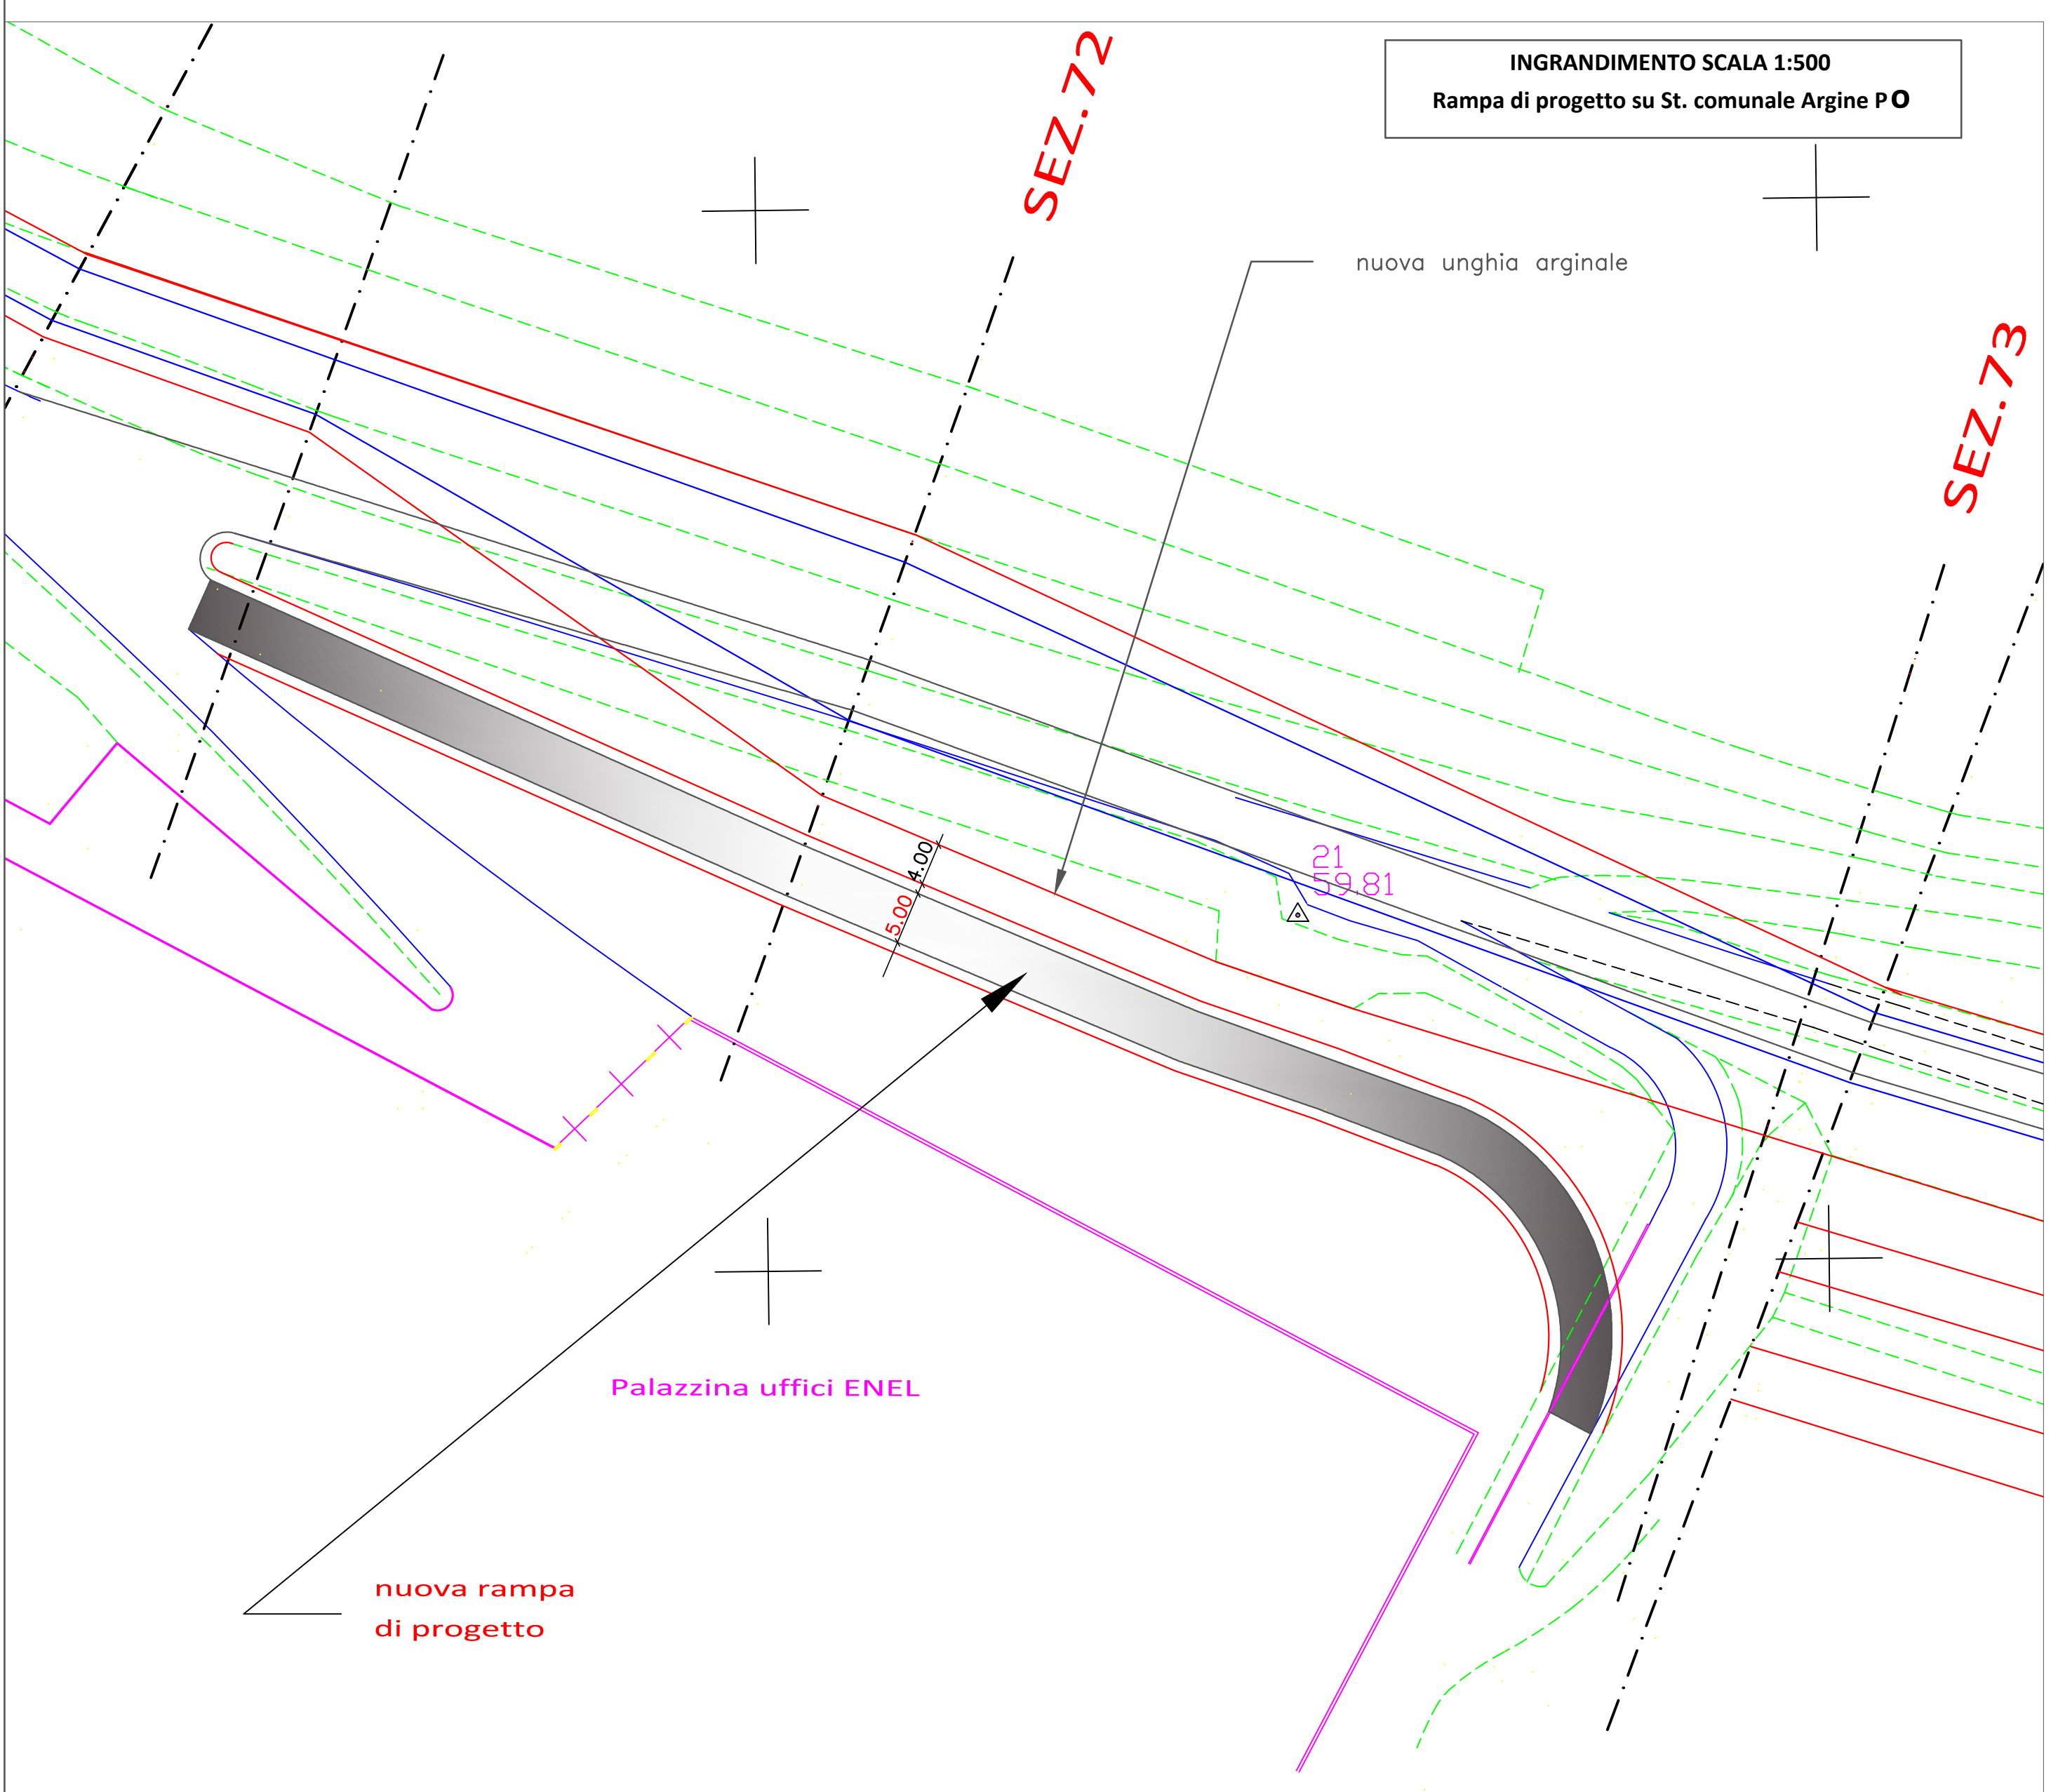 INGRANDIMENTO SCALA 1:500
Rampa di progetto su St. comunale Argine PO
SEZ.72
nuova unghia arginale
SEZ.73
4.00
5.00
21
59.81
Palazzina uffici ENEL
nuova rampa
di progetto